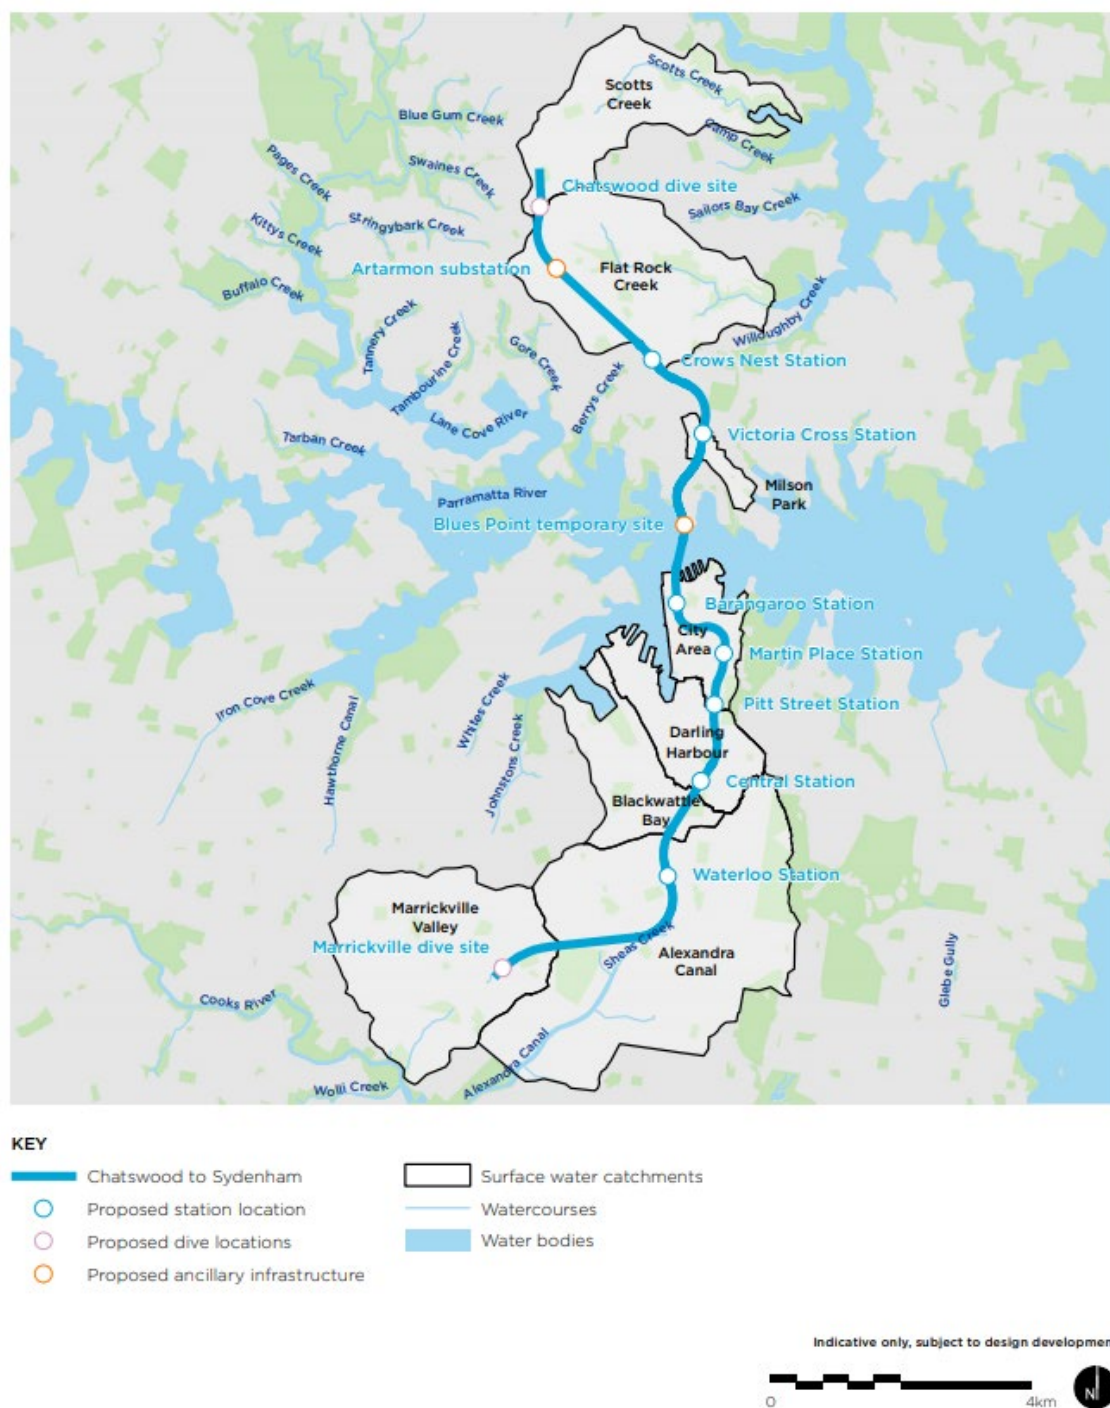 Scotts Creek
Scotts
Creek
Blue Gum Creek
Camp Creek
Pages Creek
Swaines Creek
Chatswood dive site
Sailors Bay Creek
Kittys Creek
Stringybark Creek
Artarmon substation
Flat Rock
Creek
Buffalo Creek
Willoughby Creek
Tannery Creek
Tambourine Creek
Gore Creek
Crows Nest Station
Berrys Creek
Lane Cove River
Tarban Creek
Victoria Cross Station
Parramatta River
Milson
Park
Blues Point temporary site
Barangaroo Station
City
Area
Martin Place Station
Iron Cove Creek
Whites Creek
Pitt Street Station
Hawthorne Canal
Johnstons Creek
Darling
Harbour
Central Station
Blackwattle
Bay
Waterloo Station
Marrickville
Valley
Marrickville dive site
Sheas Creek
Alexandra
Canal
Glebe Gully
Cooks River
Alexandra Canal
Wolli Creek
KEY
Chatswood to Sydenham
Proposed station location
Proposed dive locations
Proposed ancillary infrastructure
Surface water catchments
Watercourses
Water bodies
Indicative only, subject to design developmen
0
4km
N